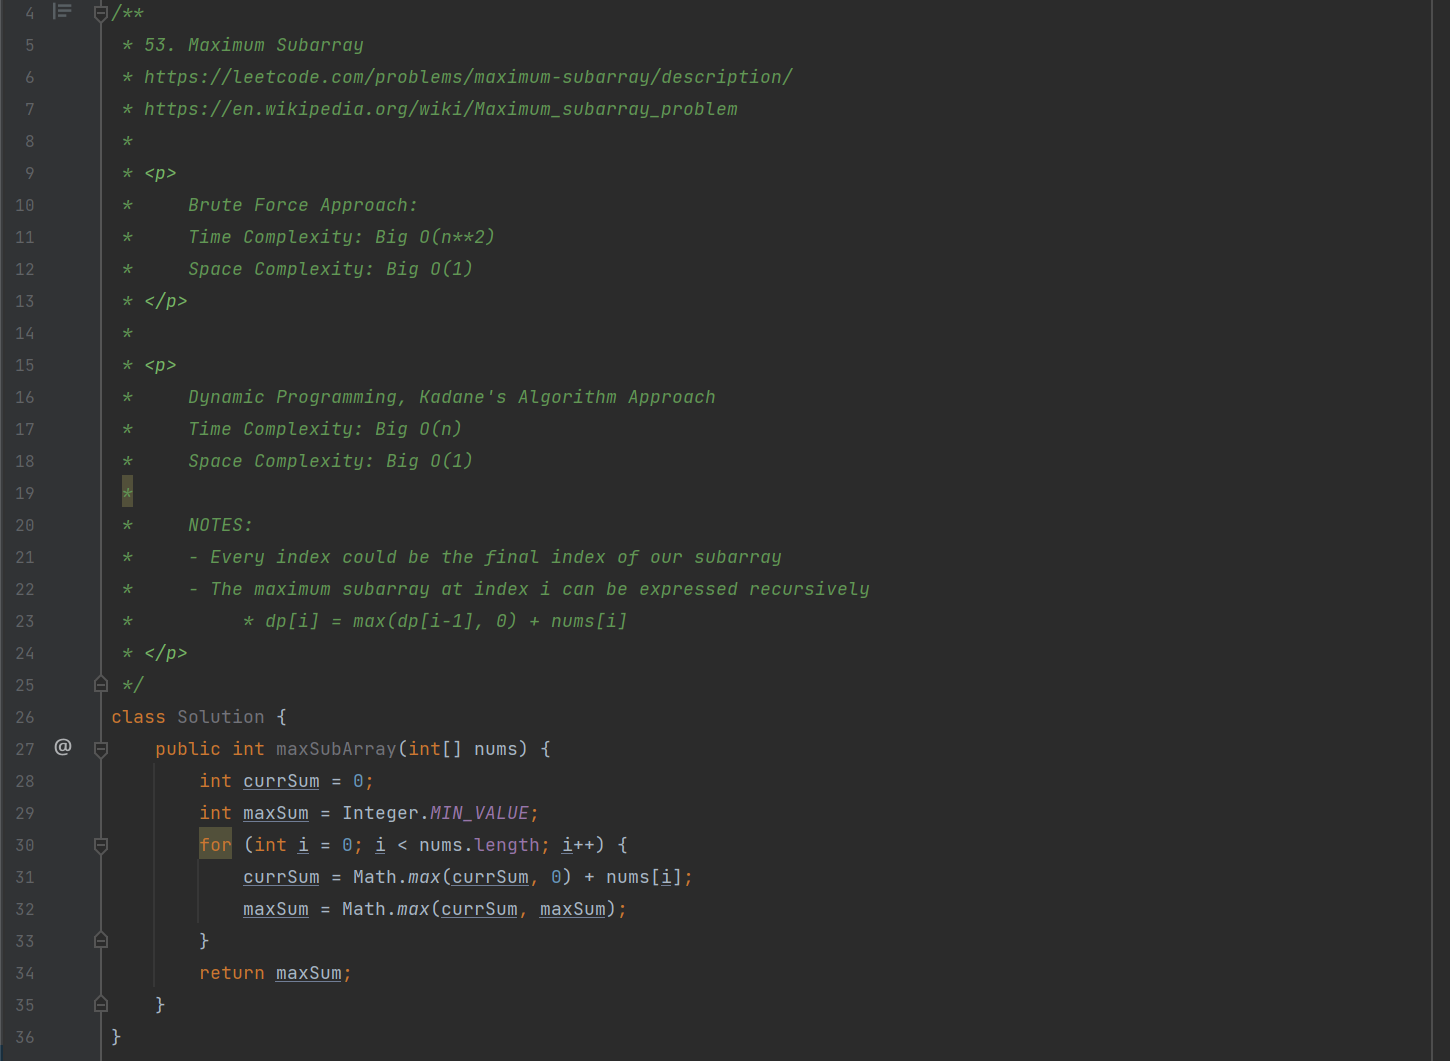 4 /**
5 * 53. Maximum Subarray
6 * https://leetcode.com/problems/maximum-subarray/description/
7 * https://en.wikipedia.org/wiki/Maximum_subarray_problem
8 *
9 * <p>
10 *     Brute Force Approach:
11 *     Time Complexity: Big O(n**2)
12 *     Space Complexity: Big O(1)
13 * </p>
14 *
15 * <p>
16 *     Dynamic Programming, Kadane's Algorithm Approach
17 *     Time Complexity: Big O(n)
18 *     Space Complexity: Big O(1)
19 *
20 *     NOTES:
21 *     - Every index could be the final index of our subarray
22 *     - The maximum subarray at index i can be expressed recursively
23 *          * dp[i] = max(dp[i-1], 0) + nums[i]
24 * </p>
25 */
26 class Solution {
27 @     public int maxSubArray(int[] nums) {
28         int currSum = 0;
29         int maxSum = Integer.MIN_VALUE;
30         for (int i = 0; i < nums.length; i++) {
31             currSum = Math.max(currSum, 0) + nums[i];
32             maxSum = Math.max(currSum, maxSum);
33         }
34         return maxSum;
35     }
36 }